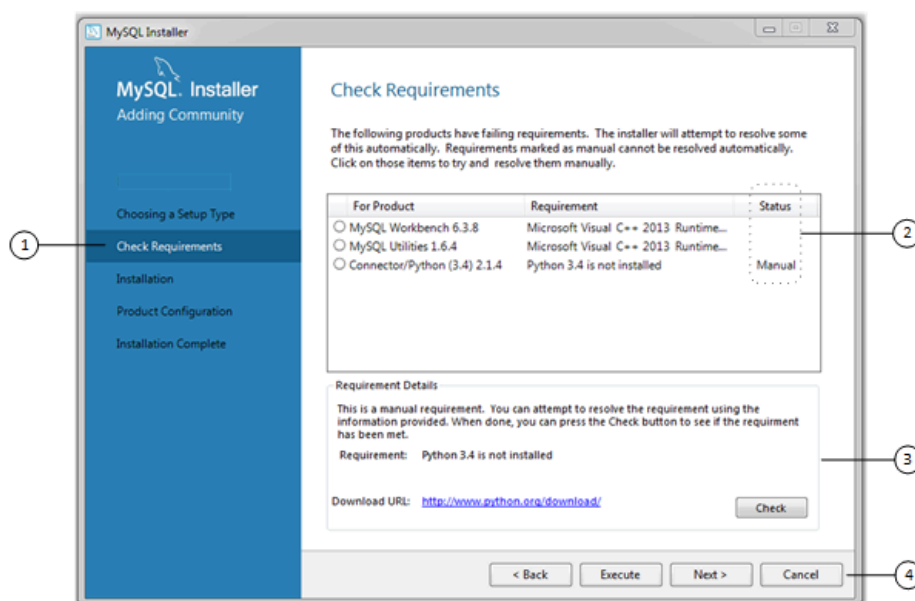 MySQL Installer
MySQL. Installer
Adding Community
Choosing a Setup Type
Check Requirements
Installation
Product Configuration
Installation Complete
Check Requirements
The following products have failing requirements. The installer will attempt to resolve some
of this automatically. Requirements marked as manual cannot be resolved automatically.
Click on those items to try and resolve them manually.
For Product Requirement Status
MySQL Workbench 6.3.8 Microsoft Visual C++ 2013 Runtime...
MySQL Utilities 1.6.4 Microsoft Visual C++ 2013 Runtime...
Connector/Python (3.4) 2.1.4 Python 3.4 is not installed Manual
Requirement Details
This is a manual requirement. You can attempt to resolve the requirement using the
information provided. When done, you can press the Check button to see if the requirment
has been met.
Requirement: Python 3.4 is not installed
Download URL: http://www.python.org/download/
Check
< Back Execute Next > Cancel
1
2
3
4